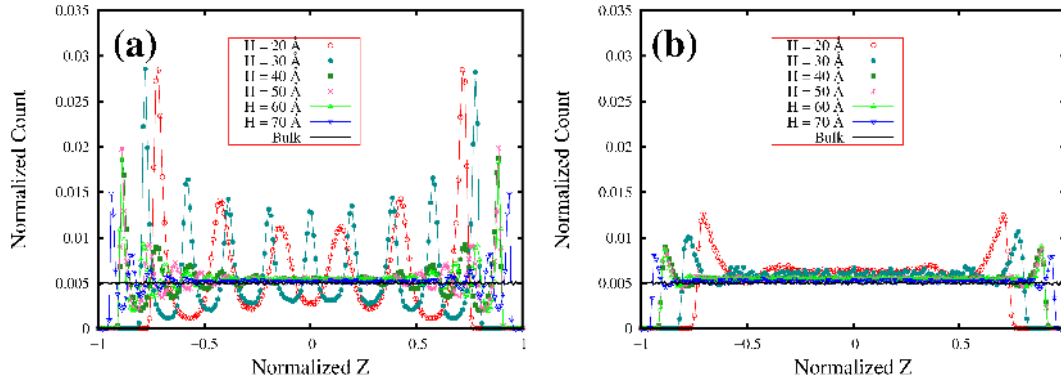 (a)
H = 20 Å
H = 30 Å
H = 40 Å
H = 50 Å
H = 60 Å
H = 70 Å
Bulk
0.035
0.03
0.025
0.02
0.015
0.01
0.005
0
Normalized Count
−1
−0.5
0
0.5
1
Normalized Z
(b)
H = 20 Å
H = 30 Å
H = 40 Å
H = 50 Å
H = 60 Å
H = 70 Å
Bulk
0.035
0.03
0.025
0.02
0.015
0.01
0.005
0
Normalized Count
−1
−0.5
0
0.5
1
Normalized Z